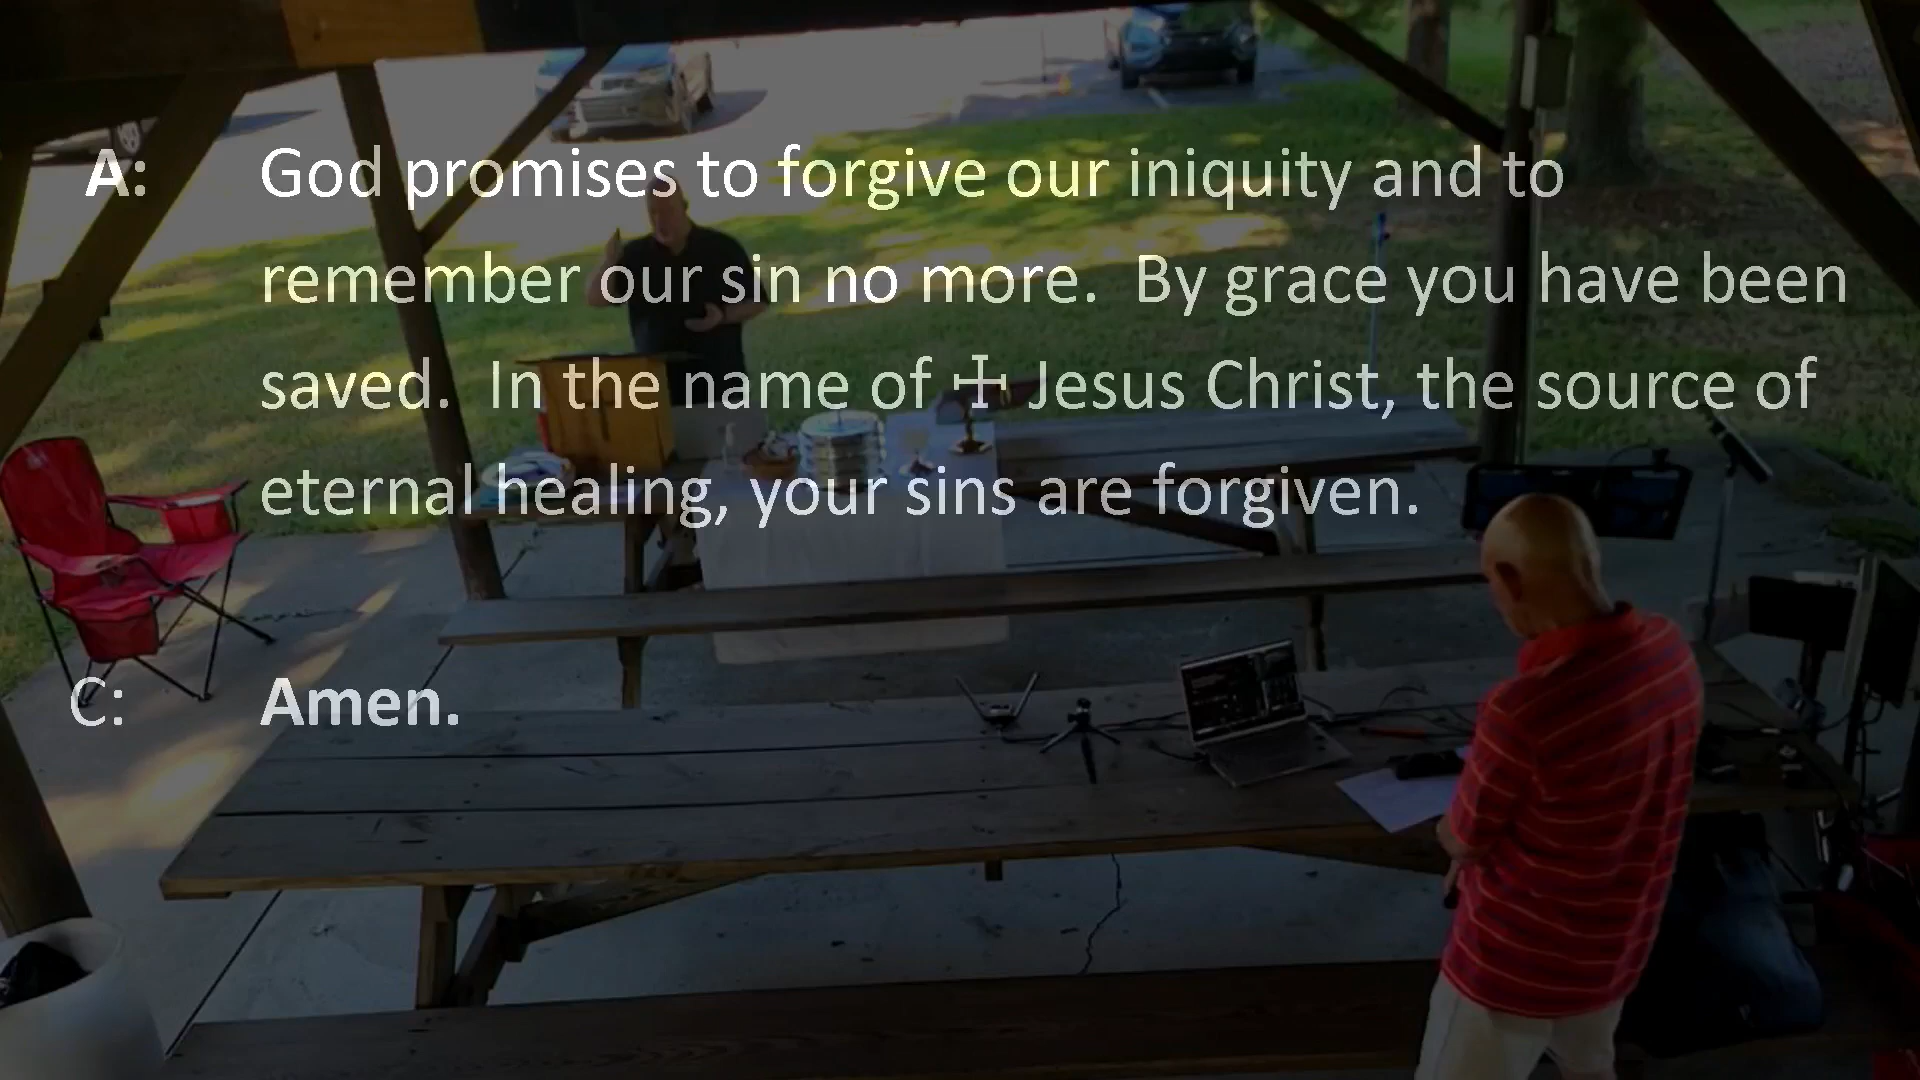 A: God promises to forgive our iniquity and to
remember our sin no more. By grace you have been
saved. In the name of ☩ Jesus Christ, the source of
eternal healing, your sins are forgiven.
C: Amen.